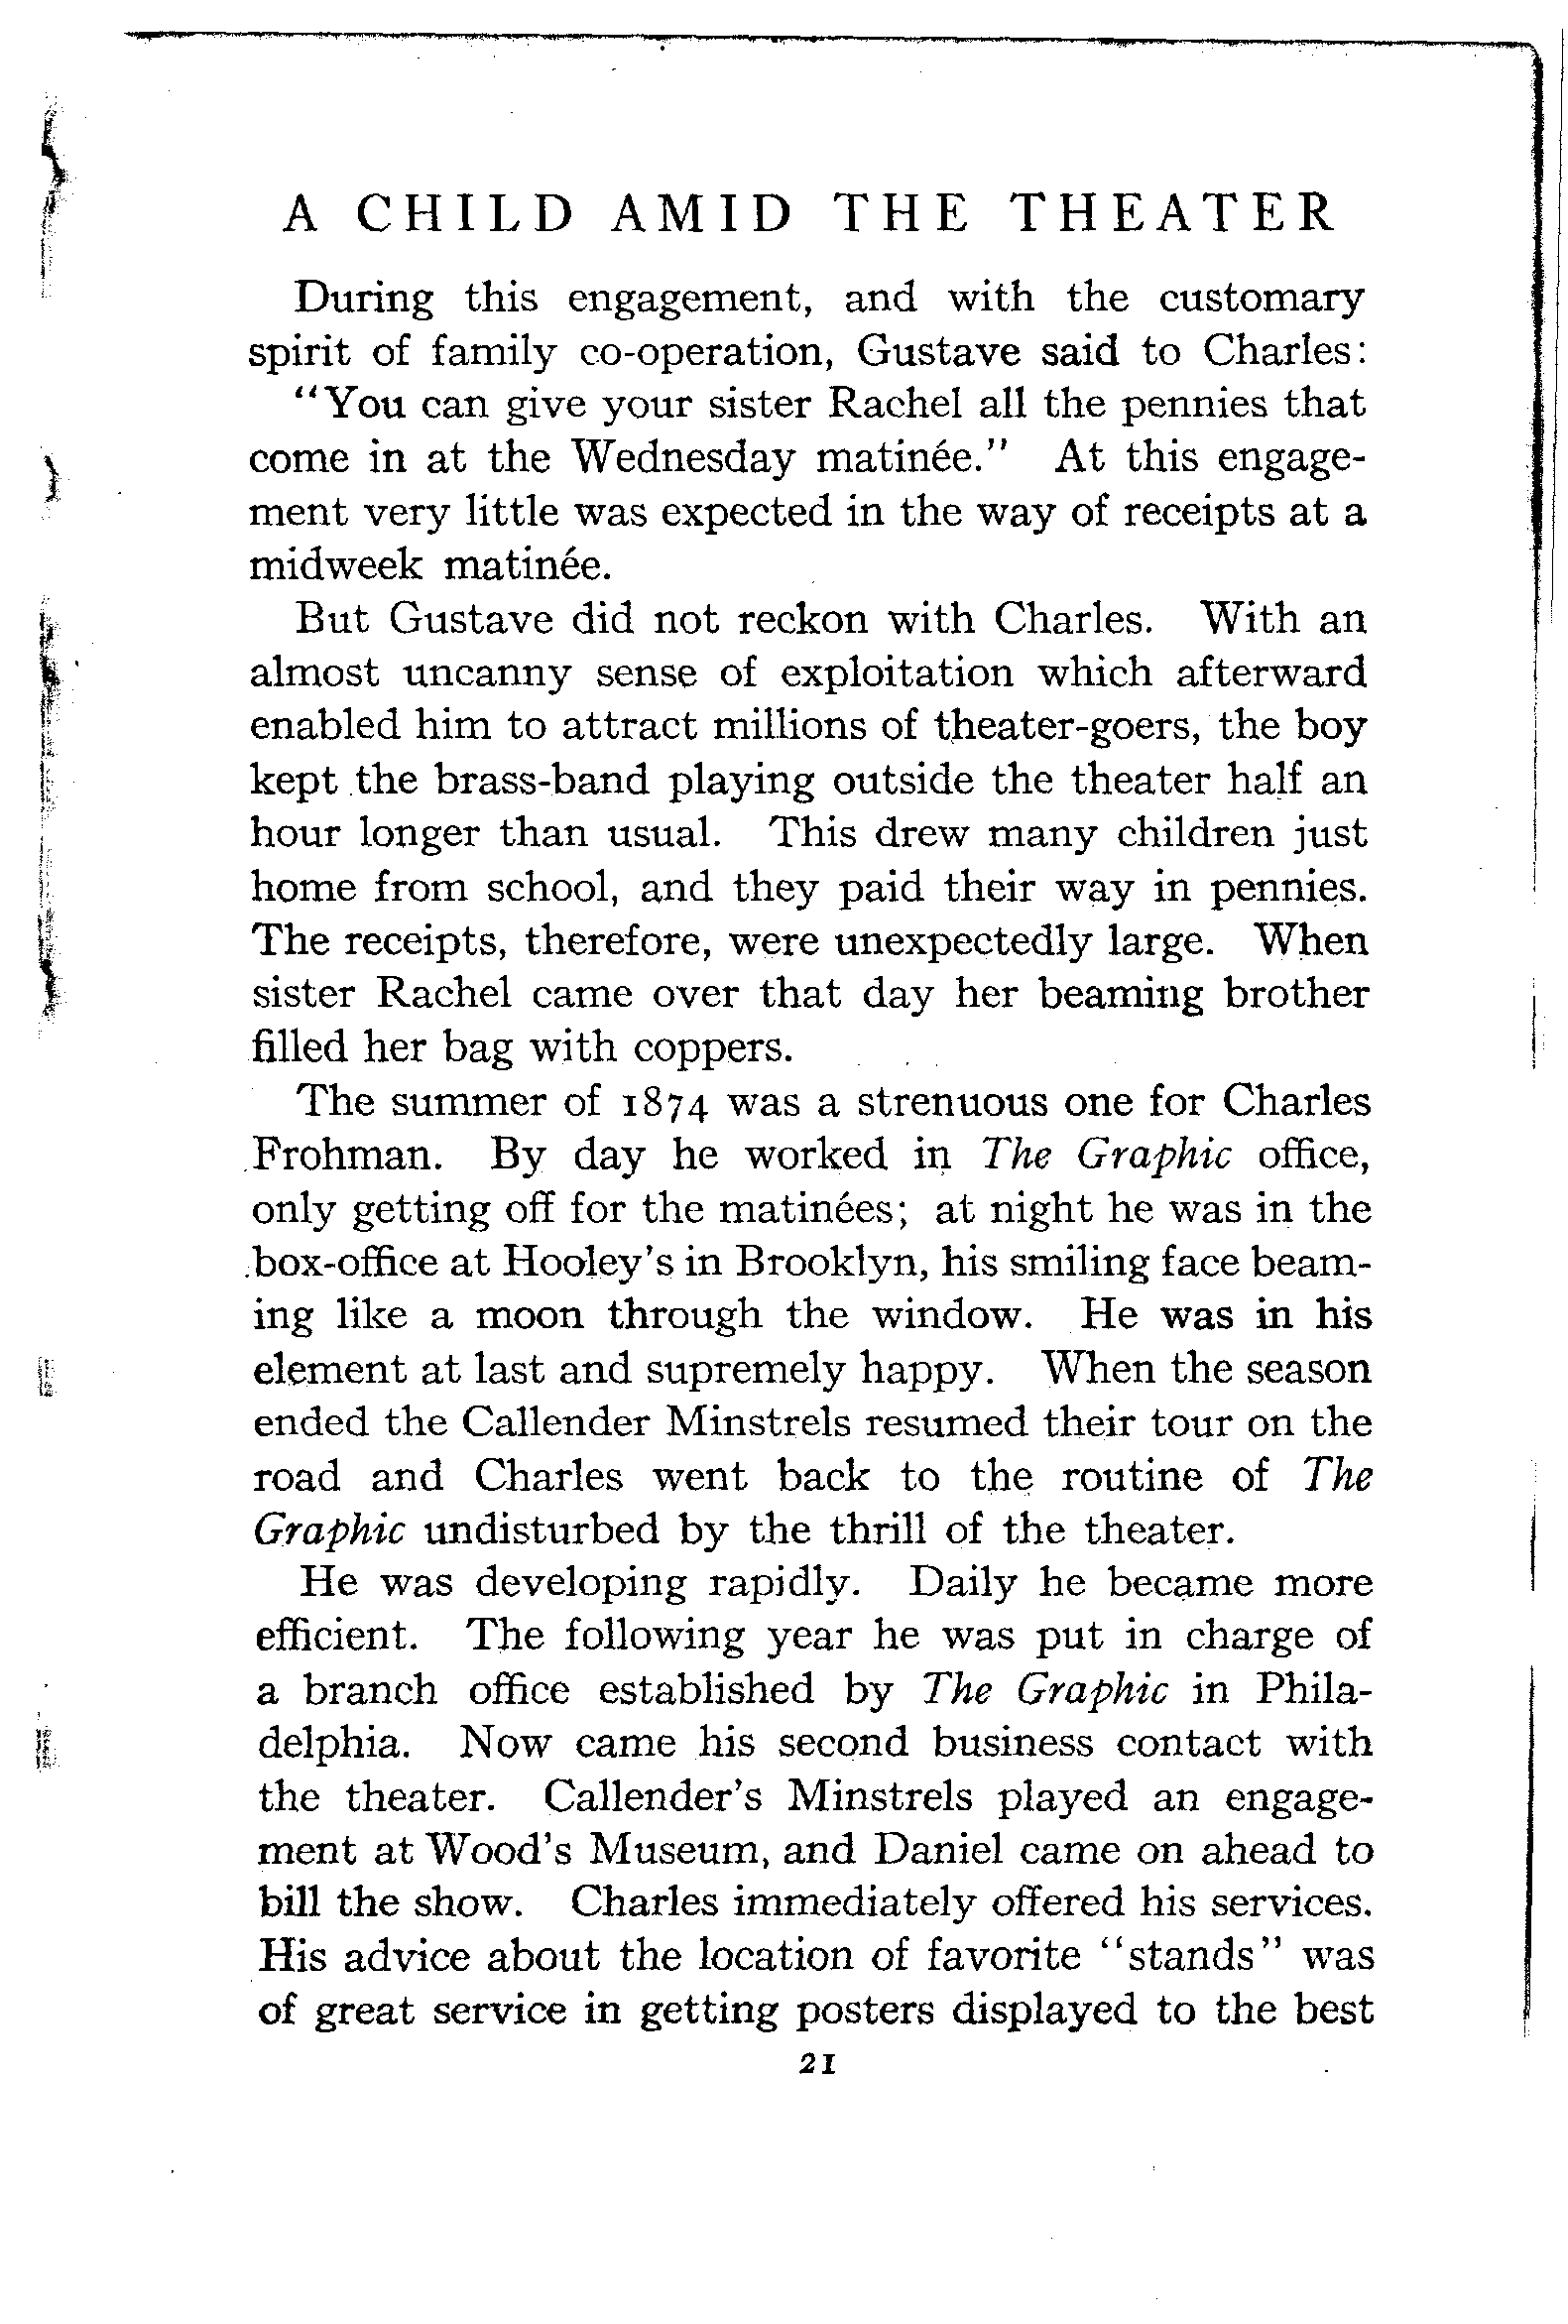 A CHILD AMID THE THEATER
During this engagement, and with the customary
spirit of family co-operation, Gustave said to Charles:
"You can give your sister Rachel all the pennies that
come in at the Wednesday matinée." At this engage-
ment very little was expected in the way of receipts at a
midweek matinée.
But Gustave did not reckon with Charles. With an
almost uncanny sense of exploitation which afterward
enabled him to attract millions of theater-goers, the boy
kept the brass-band playing outside the theater half an
hour longer than usual. This drew many children just
home from school, and they paid their way in pennies.
The receipts, therefore, were unexpectedly large. When
sister Rachel came over that day her beaming brother
filled her bag with coppers.
The summer of 1874 was a strenuous one for Charles
Frohman. By day he worked in The Graphic office,
only getting off for the matinées; at night he was in the
box-office at Hooley's in Brooklyn, his smiling face beam-
ing like a moon through the window. He was in his
element at last and supremely happy. When the season
ended the Callender Minstrels resumed their tour on the
road and Charles went back to the routine of The
Graphic undisturbed by the thrill of the theater.
He was developing rapidly. Daily he became more
efficient. The following year he was put in charge of
a branch office established by The Graphic in Phila-
delphia. Now came his second business contact with
the theater. Callender's Minstrels played an engage-
ment at Wood's Museum, and Daniel came on ahead to
bill the show. Charles immediately offered his services.
His advice about the location of favorite "stands" was
of great service in getting posters displayed to the best
21